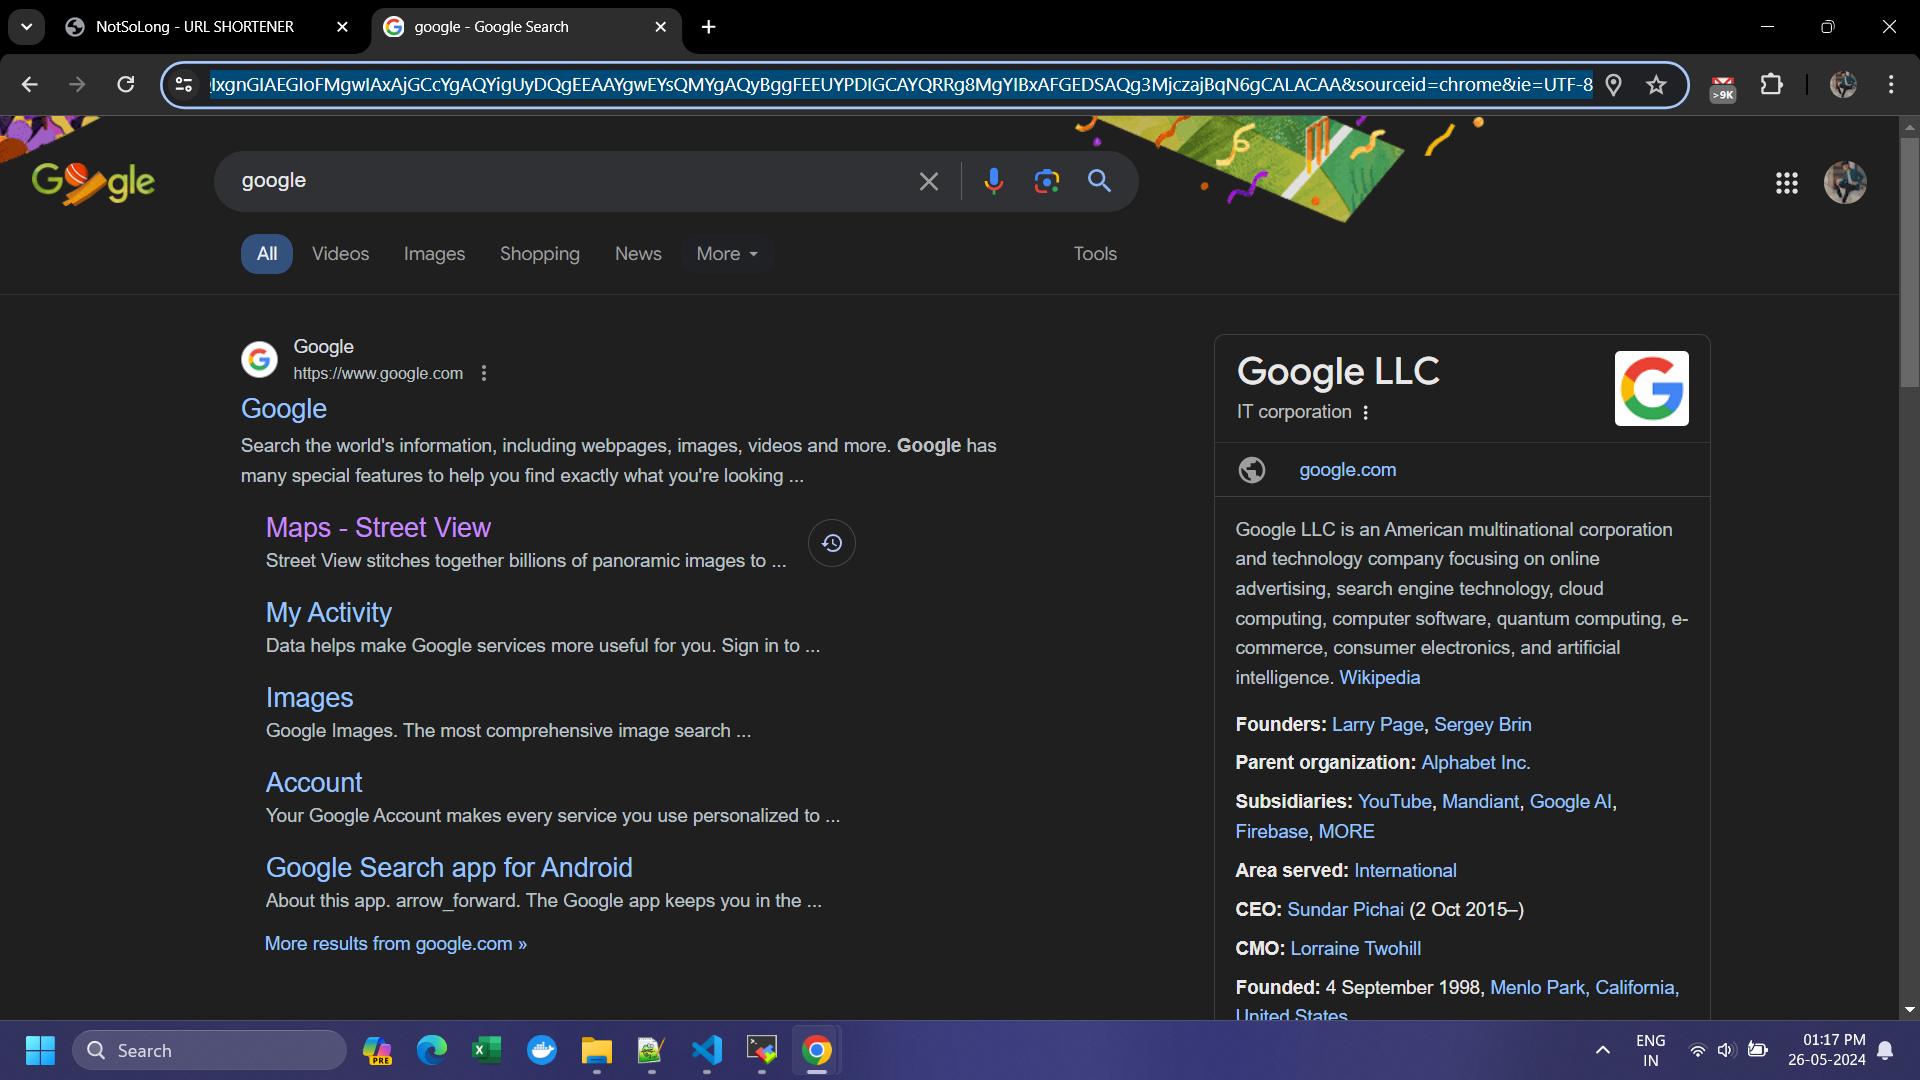 NotSoLong - URL SHORTENER
google - Google Search
IxgnGIAEGIoFMgwIAxAjGCcYgAQYigUyDQgEEAAYgwEYsQMYgAQyBggFEEUYPDIGCAYQRRg8MgYIBxAFGEDSAQg3MjczajBqN6gCALACAA&sourceid=chrome&ie=UTF-8
>9K
Google
google
All
Videos
Images
Shopping
News
More
Tools
Google
https://www.google.com
Google
Search the world's information, including webpages, images, videos and more. Google has
many special features to help you find exactly what you're looking ...
Maps - Street View
Street View stitches together billions of panoramic images to ...
My Activity
Data helps make Google services more useful for you. Sign in to ...
Images
Google Images. The most comprehensive image search ...
Account
Your Google Account makes every service you use personalized to ...
Google Search app for Android
About this app. arrow_forward. The Google app keeps you in the ...
More results from google.com »
Google LLC
IT corporation
google.com
Google LLC is an American multinational corporation
and technology company focusing on online
advertising, search engine technology, cloud
computing, computer software, quantum computing, e-
commerce, consumer electronics, and artificial
intelligence. Wikipedia
Founders: Larry Page, Sergey Brin
Parent organization: Alphabet Inc.
Subsidiaries: YouTube, Mandiant, Google AI,
Firebase, MORE
Area served: International
CEO: Sundar Pichai (2 Oct 2015–)
CMO: Lorraine Twohill
Founded: 4 September 1998, Menlo Park, California,
United States
Search
PRE
ENG
IN
01:17 PM
26-05-2024